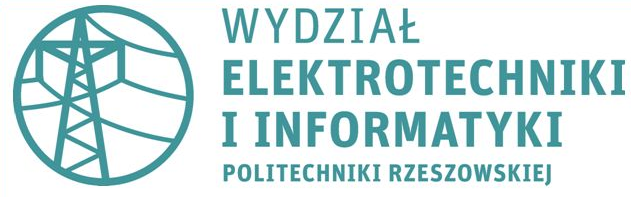 WYDZIAŁ
ELEKTROTECHNIKI
I INFORMATYKI
POLITECHNIKI RZESZOWSKIEJ